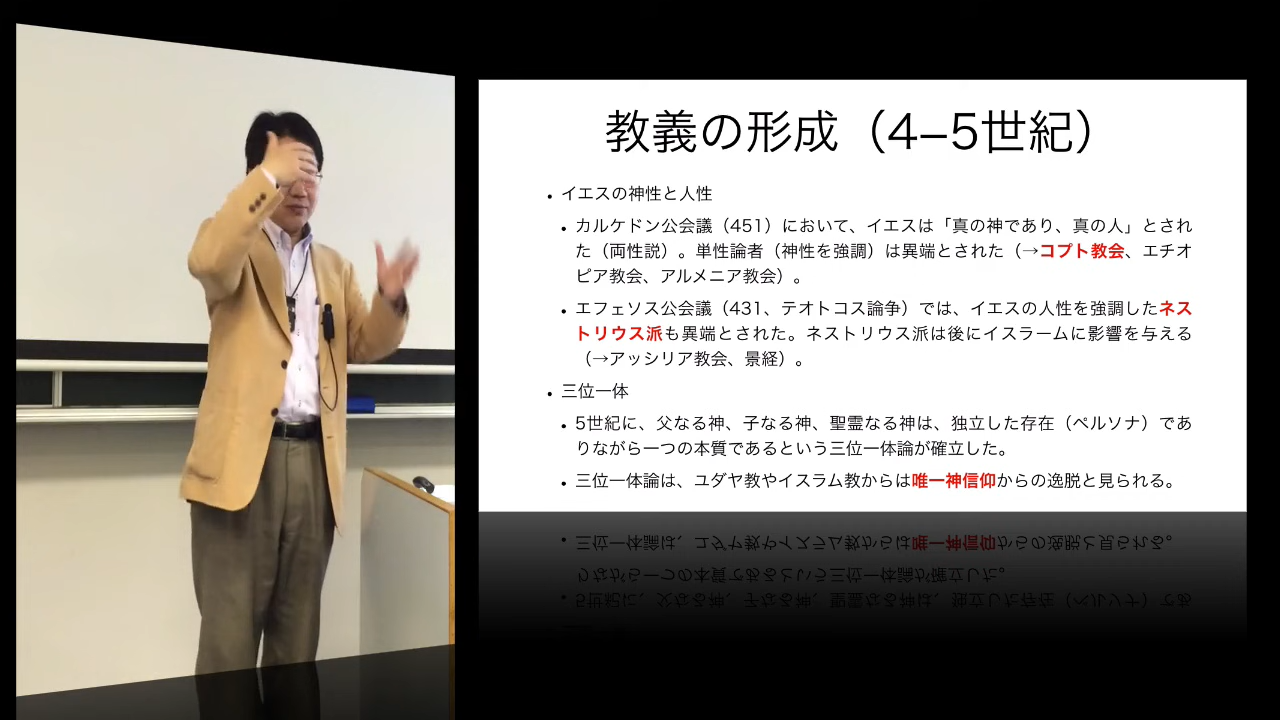 教義の形成（4–5世紀）
• イエスの神性と人性
• カルケドン公会議（451）において、イエスは「真の神であり、真の人」とされ
た（両性説）。単性論者（神性を強調）は異端とされた（→コプト教会、エチオ
ピア教会、アルメニア教会）。
• エフェソス公会議（431、テオトコス論争）では、イエスの人性を強調したネス
トリウス派も異端とされた。ネストリウス派は後にイスラームに影響を与える
（→アッシリア教会、景経）。
• 三位一体
• 5世紀に、父なる神、子なる神、聖霊なる神は、独立した存在（ペルソナ）であ
りながら一つの本質であるという三位一体論が確立した。
• 三位一体論は、ユダヤ教やイスラム教からは唯一神信仰からの逸脱と見られる。